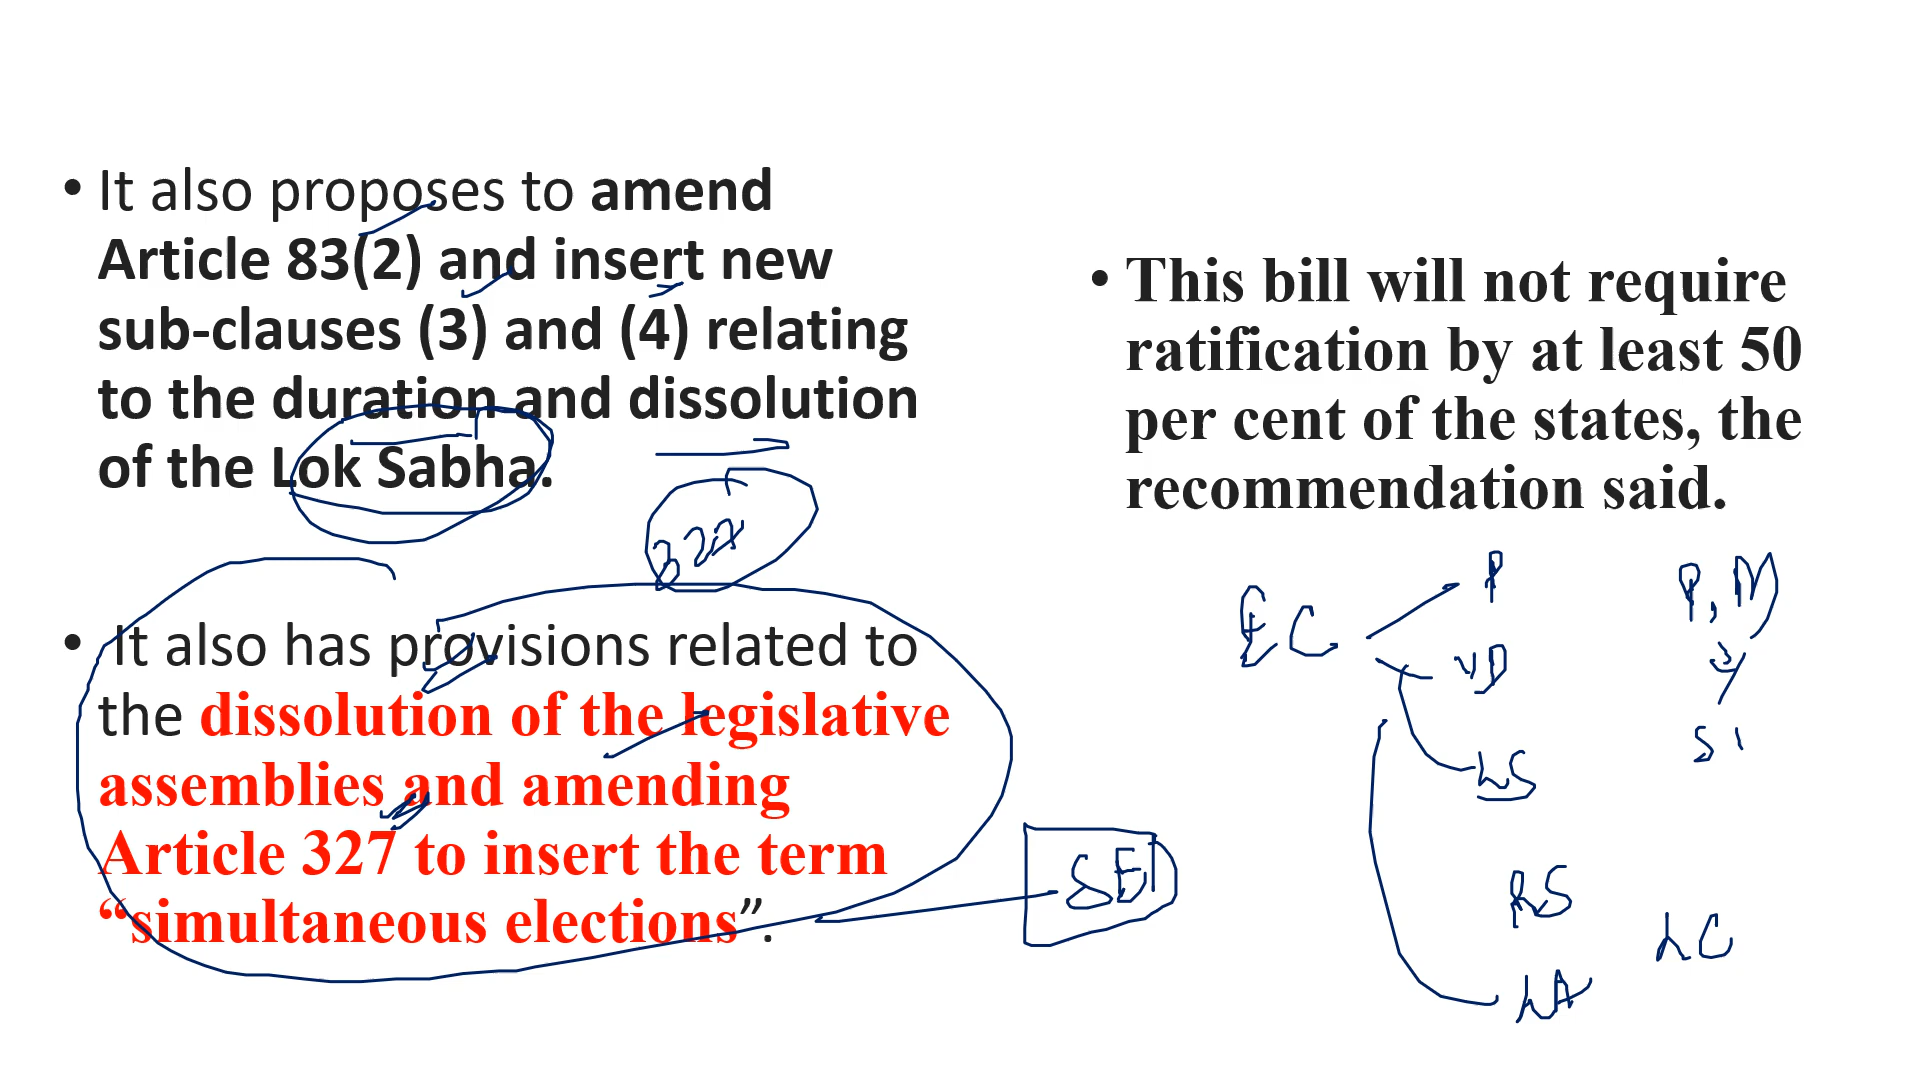 • It also proposes to amend
Article 83(2) and insert new
sub-clauses (3) and (4) relating
to the duration and dissolution
of the Lok Sabha.
327
• It also has provisions related to
the dissolution of the legislative
assemblies and amending
Article 327 to insert the term
“simultaneous elections”.
• This bill will not require
ratification by at least 50
per cent of the states, the
recommendation said.
EC
P
VP
LS
RS
LA
LC
P, M